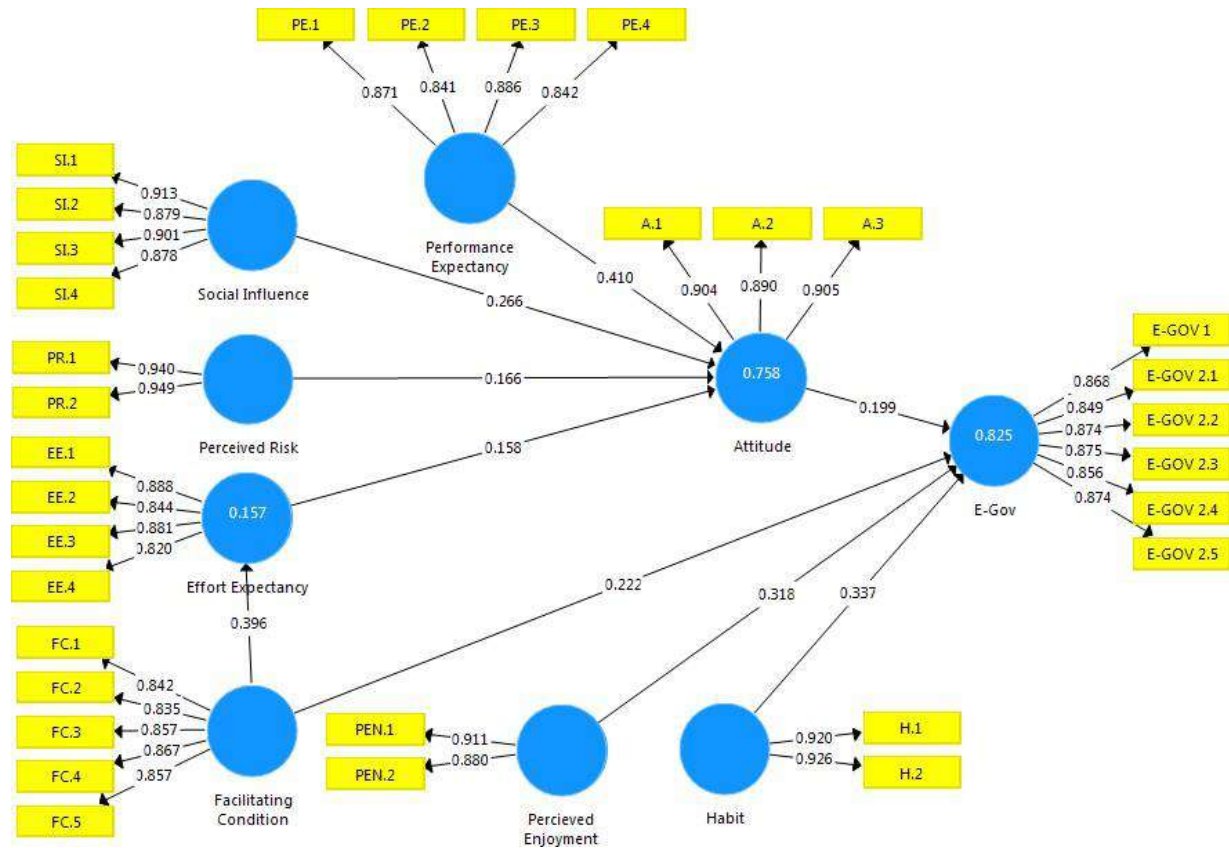 PE.1
PE.2
PE.3
PE.4
0.871
0.841
0.886
0.842
Performance
Expectancy
SI.1
SI.2
SI.3
SI.4
0.913
0.879
0.901
0.878
Social Influence
0.410
0.266
A.1
A.2
A.3
0.904
0.890
0.905
0.758
Attitude
PR.1
PR.2
0.940
0.949
Perceived Risk
0.166
0.158
0.199
EE.1
EE.2
EE.3
EE.4
0.888
0.844
0.881
0.820
0.157
Effort Expectancy
0.396
0.825
E-Gov
0.868
0.849
0.874
0.875
0.856
0.874
E-GOV 1
E-GOV 2.1
E-GOV 2.2
E-GOV 2.3
E-GOV 2.4
E-GOV 2.5
0.222
0.318
0.337
FC.1
FC.2
FC.3
FC.4
FC.5
0.842
0.835
0.857
0.867
0.857
Facilitating
Condition
PEN.1
PEN.2
0.911
0.880
Percieved
Enjoyment
Habit
0.920
0.926
H.1
H.2